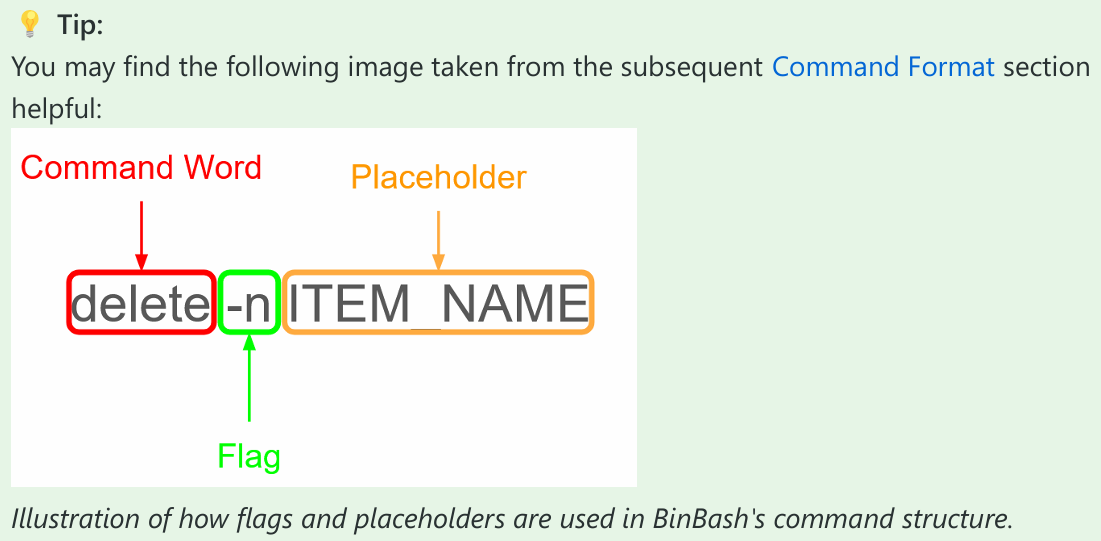 Tip:
You may find the following image taken from the subsequent Command Format section
helpful:
Command Word
Placeholder
delete -n ITEM_NAME
Flag
Illustration of how flags and placeholders are used in BinBash's command structure.